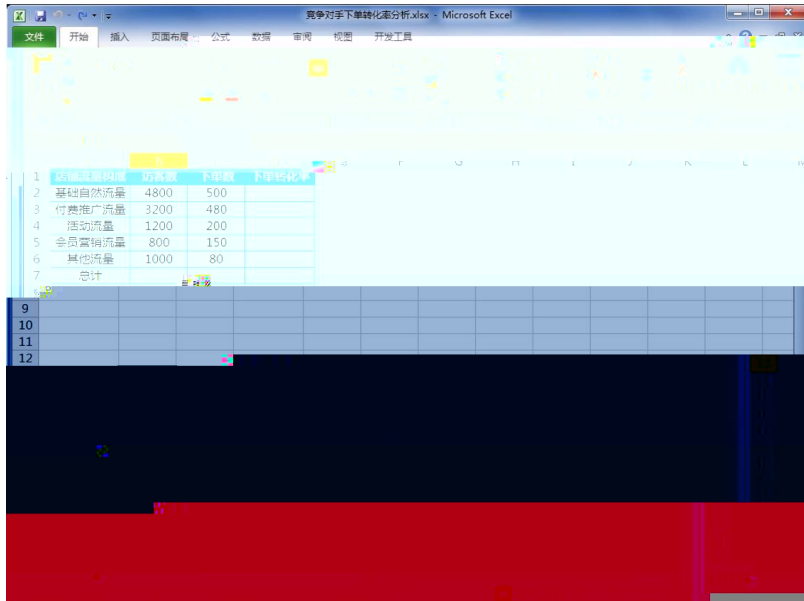 竞争对手下单转化率分析.xlsx - Microsoft Excel
文件 开始 插入 页面布局 公式 数据 审阅 视图 开发工具
1 店铺流量构成 访客数 下单数 下单转化率
2 基础自然流量 4800 500
3 付费推广流量 3200 480
4 活动流量 1200 200
5 会员营销流量 800 150
6 其他流量 1000 80
7 总计
9
10
11
12